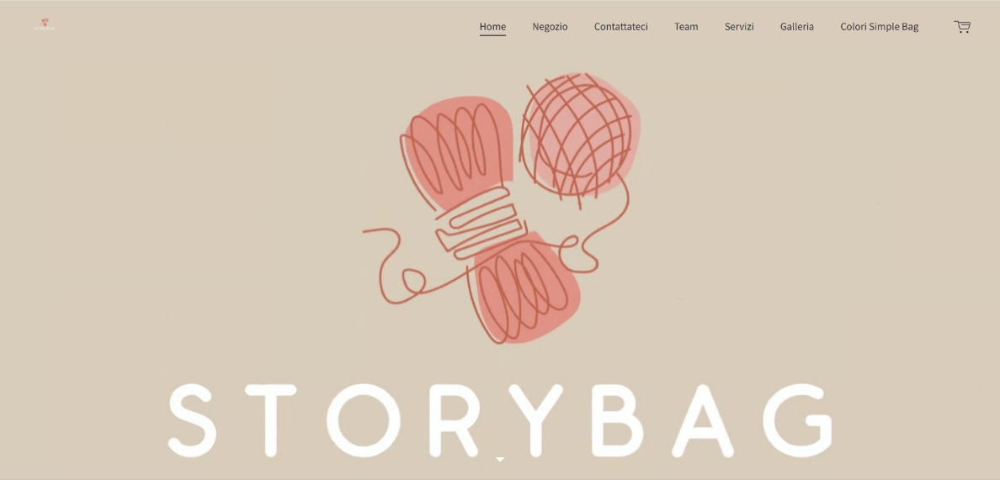 Home Negozio Contattateci Team Servizi Galleria Colori Simple Bag
STORYBAG